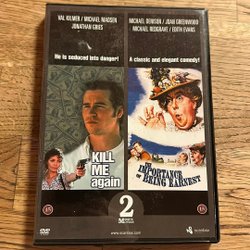 VAL KILMER / MICHAEL MADSEN
JONATHAN GRIES
He is seduced into danger!
KILL
ME
again
MICHAEL DENISON / JOAN GREENWOOD
MICHAEL REDGRAVE / EDITH EVANS
A classic and elegant comedy!
THE
IMPORTANCE
OF
BEING EARNEST
2
DVD